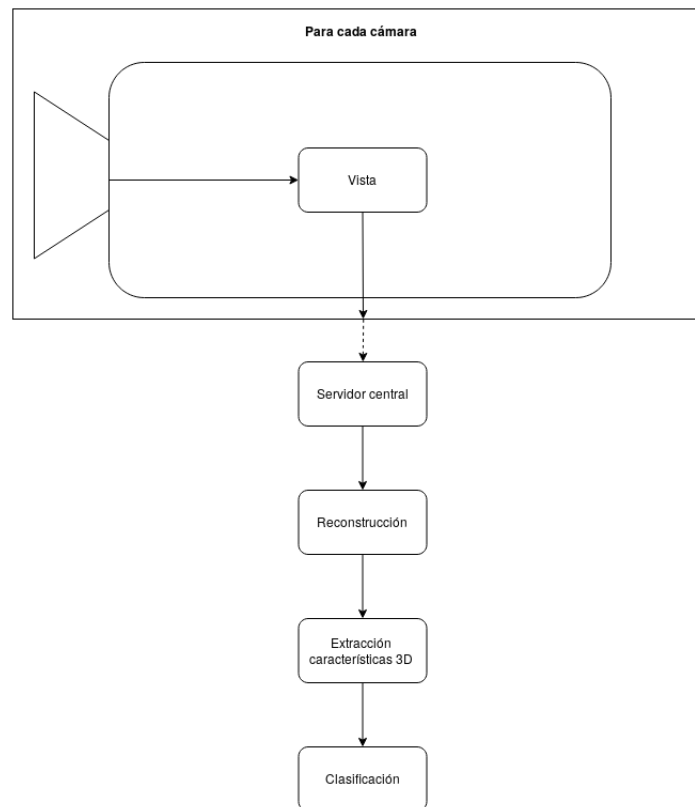 Para cada cámara
Vista
Servidor central
Reconstrucción
Extracción
características 3D
Clasificación